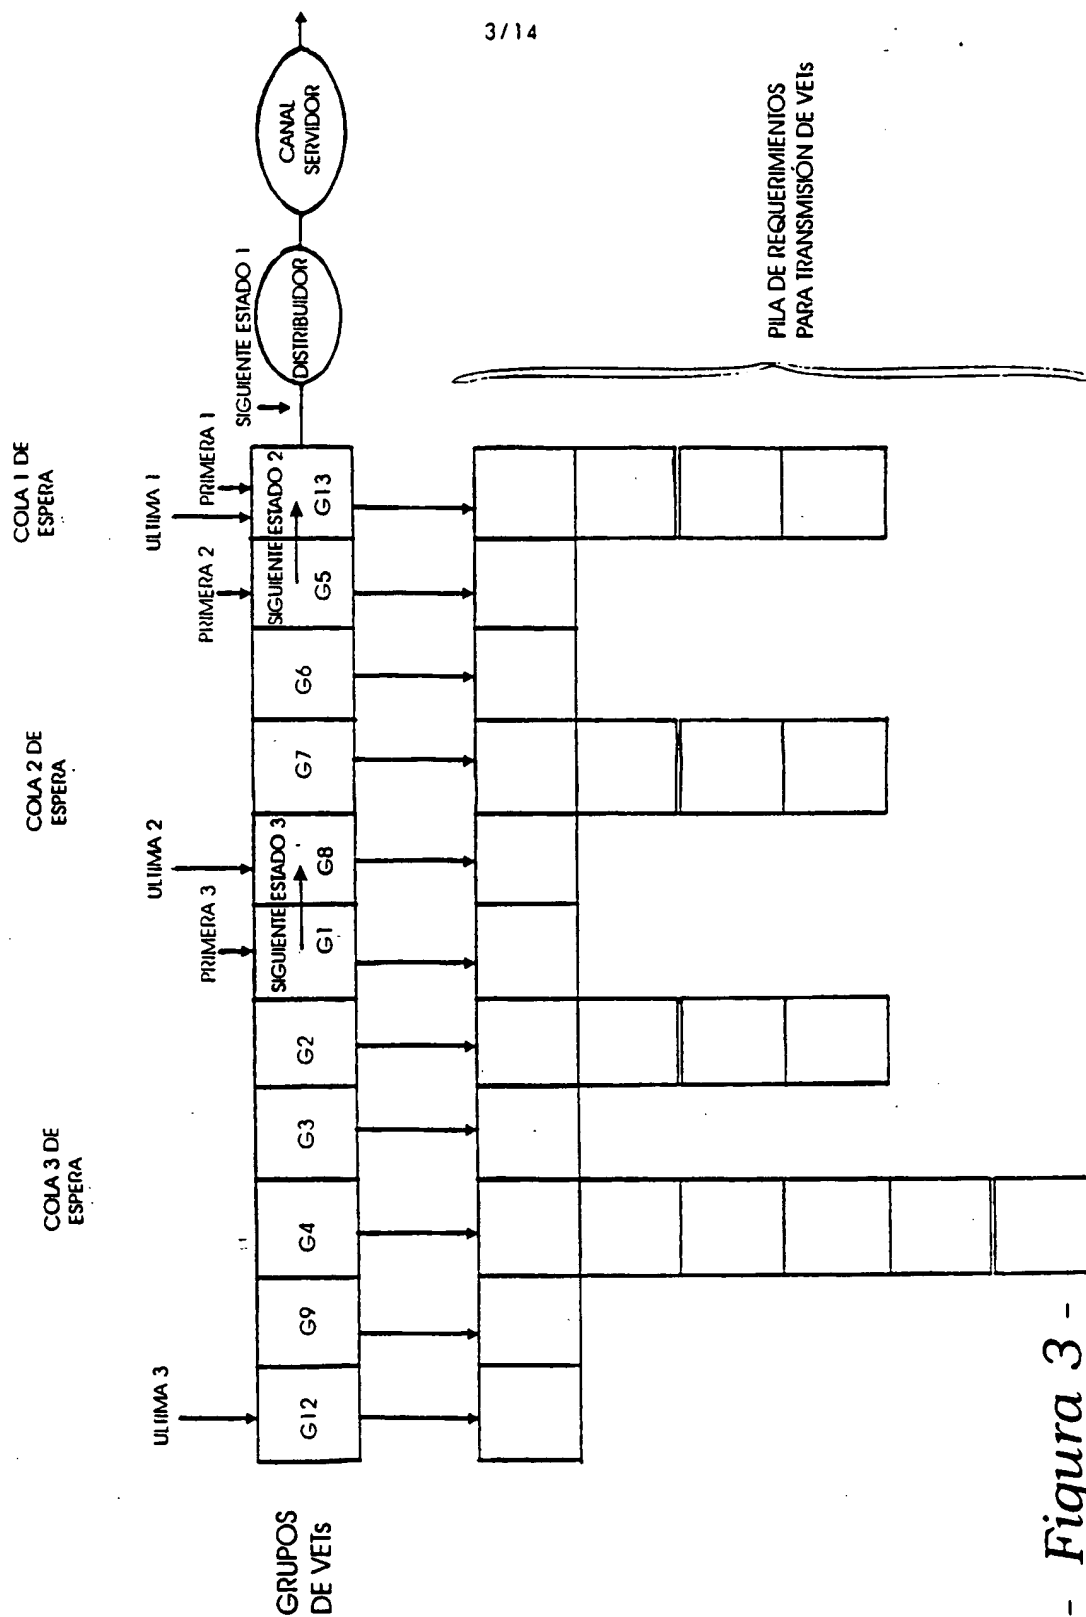 3/14
COLA 3 DE
ESPERA
COLA 2 DE
ESPERA
COLA 1 DE
ESPERA
ULTIMA 3
PRIMERA 3
ULTIMA 2
PRIMERA 2
ULTIMA 1
PRIMERA 1
SIGUIENTE ESTADO 1
GRUPOS
DE VETs
G12
G9
G4
G3
G2
SIGUIENTE ESTADO 3
G1
G8
G7
G6
SIGUIENTE ESTADO 2
G5
G13
DISTRIBUIDOR
CANAL
SERVIDOR
PILA DE REQUERIMIENTOS
PARA TRANSMISIÓN DE VETs
- Figura 3 -